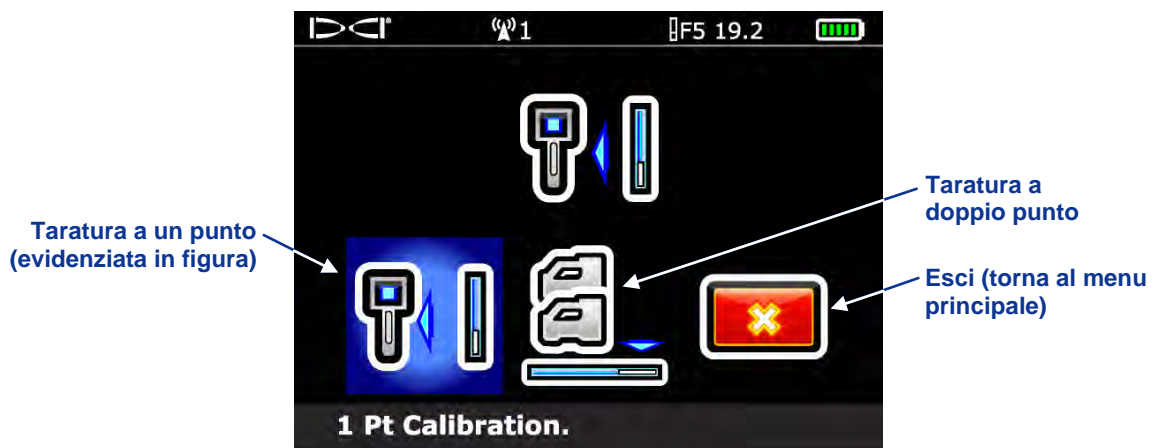 DCI
1
F5 19.2
Taratura a
doppio punto
Taratura a un punto
(evidenziata in figura)
Esci (torna al menu
principale)
1 Pt Calibration.